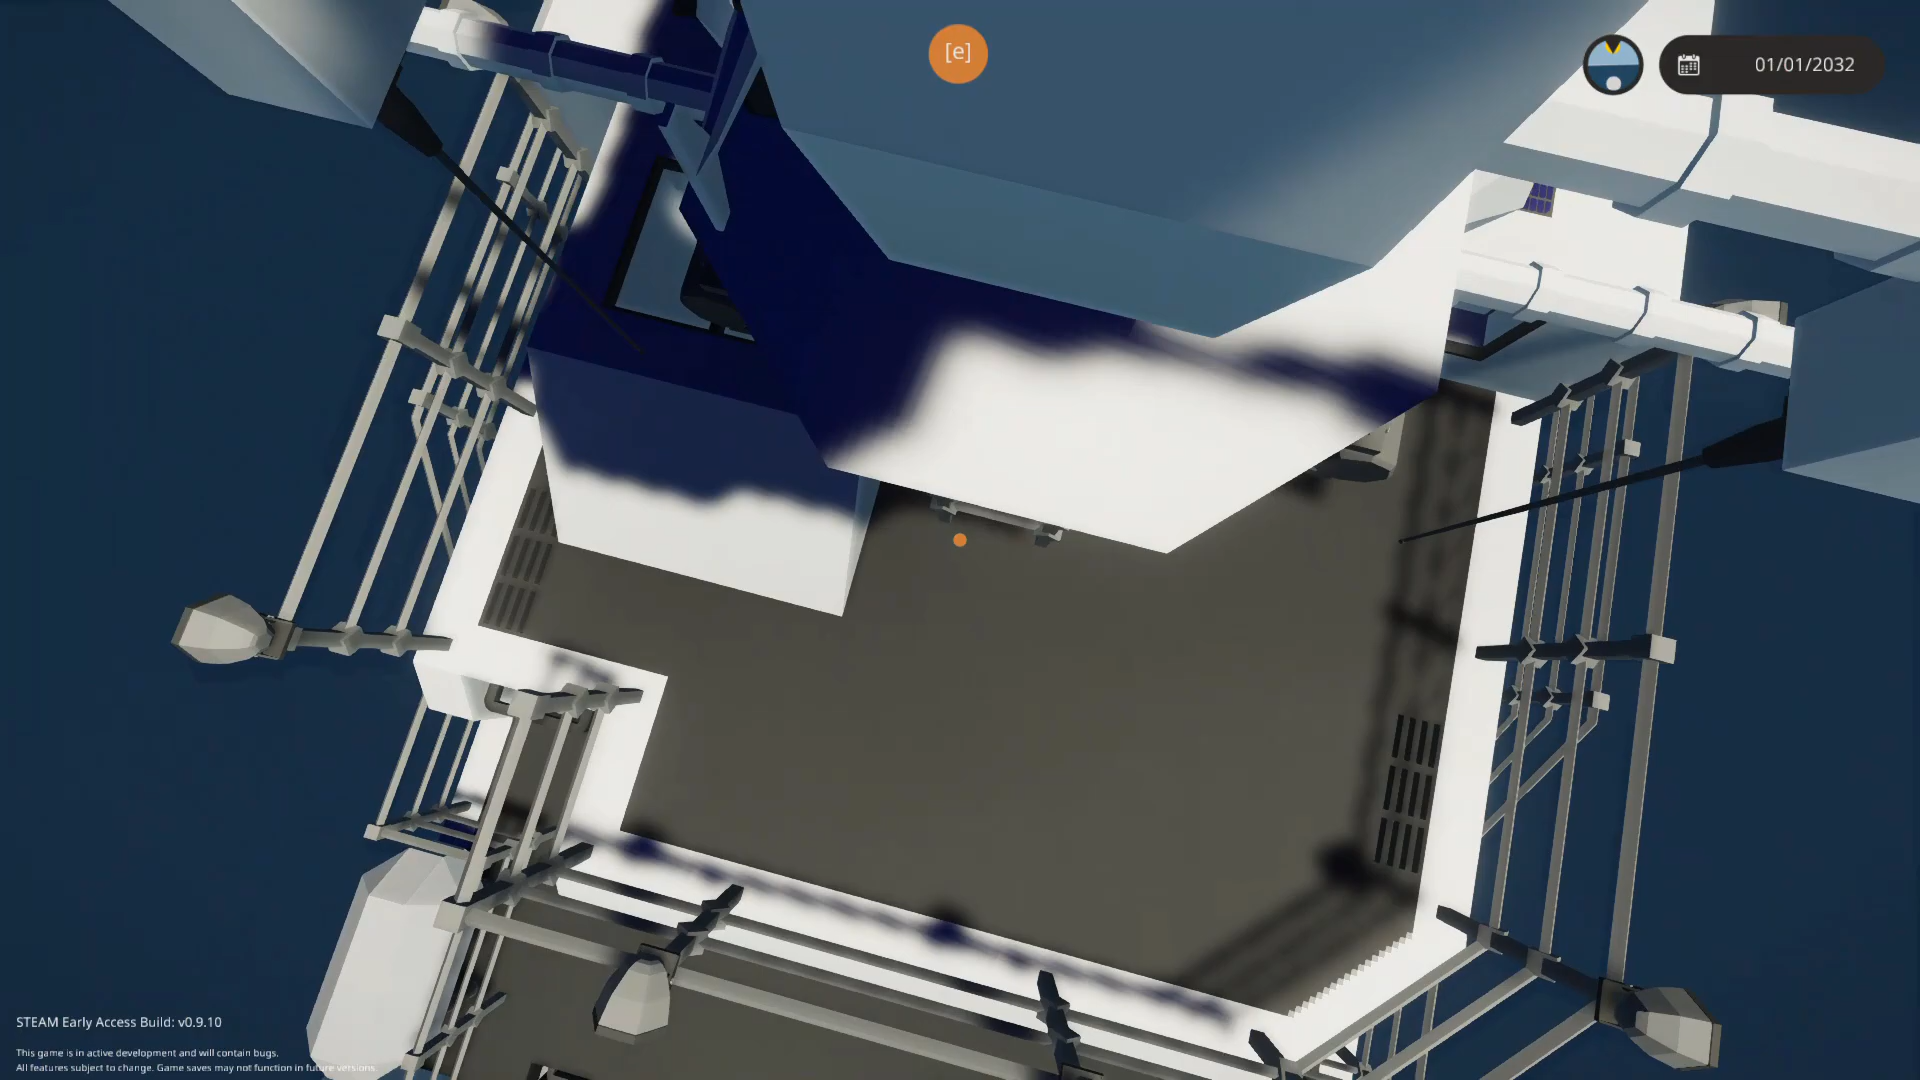 [e]
01/01/2032
STEAM Early Access Build: v0.9.10
This game is in active development and will contain bugs.
All features subject to change. Game saves may not function in future versions.